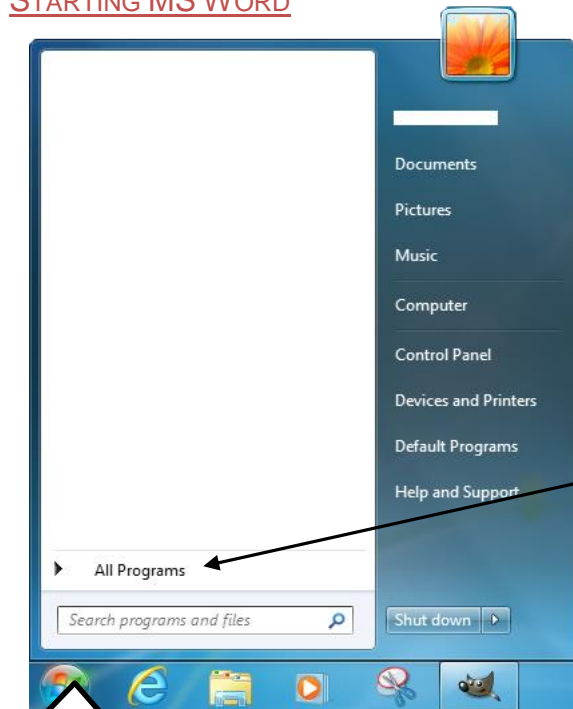 STARTING MS WORD
Documents
Pictures
Music
Computer
Control Panel
Devices and Printers
Default Programs
Help and Support
All Programs
Search programs and files
Shut down